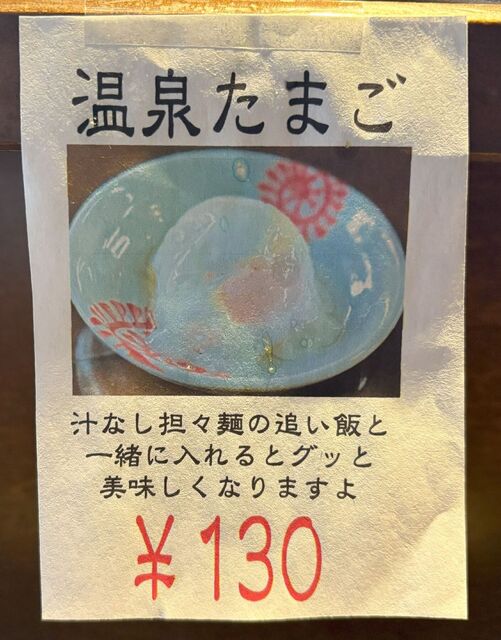 温泉たまご
汁なし担々麺の追い飯と
一緒に入れるとグッと
美味しくなりますよ
¥130